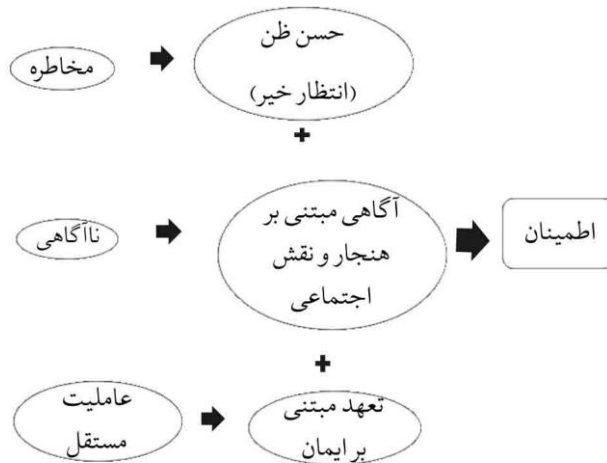 حسن ظن
(انتظار خیر)
مخاطره
+
آگاهی مبتنی بر
هنجار و نقش
اجتماعی
ناآگاهی
اطمینان
+
تعهد مبتنی
بر ایمان
عاملیت
مستقل